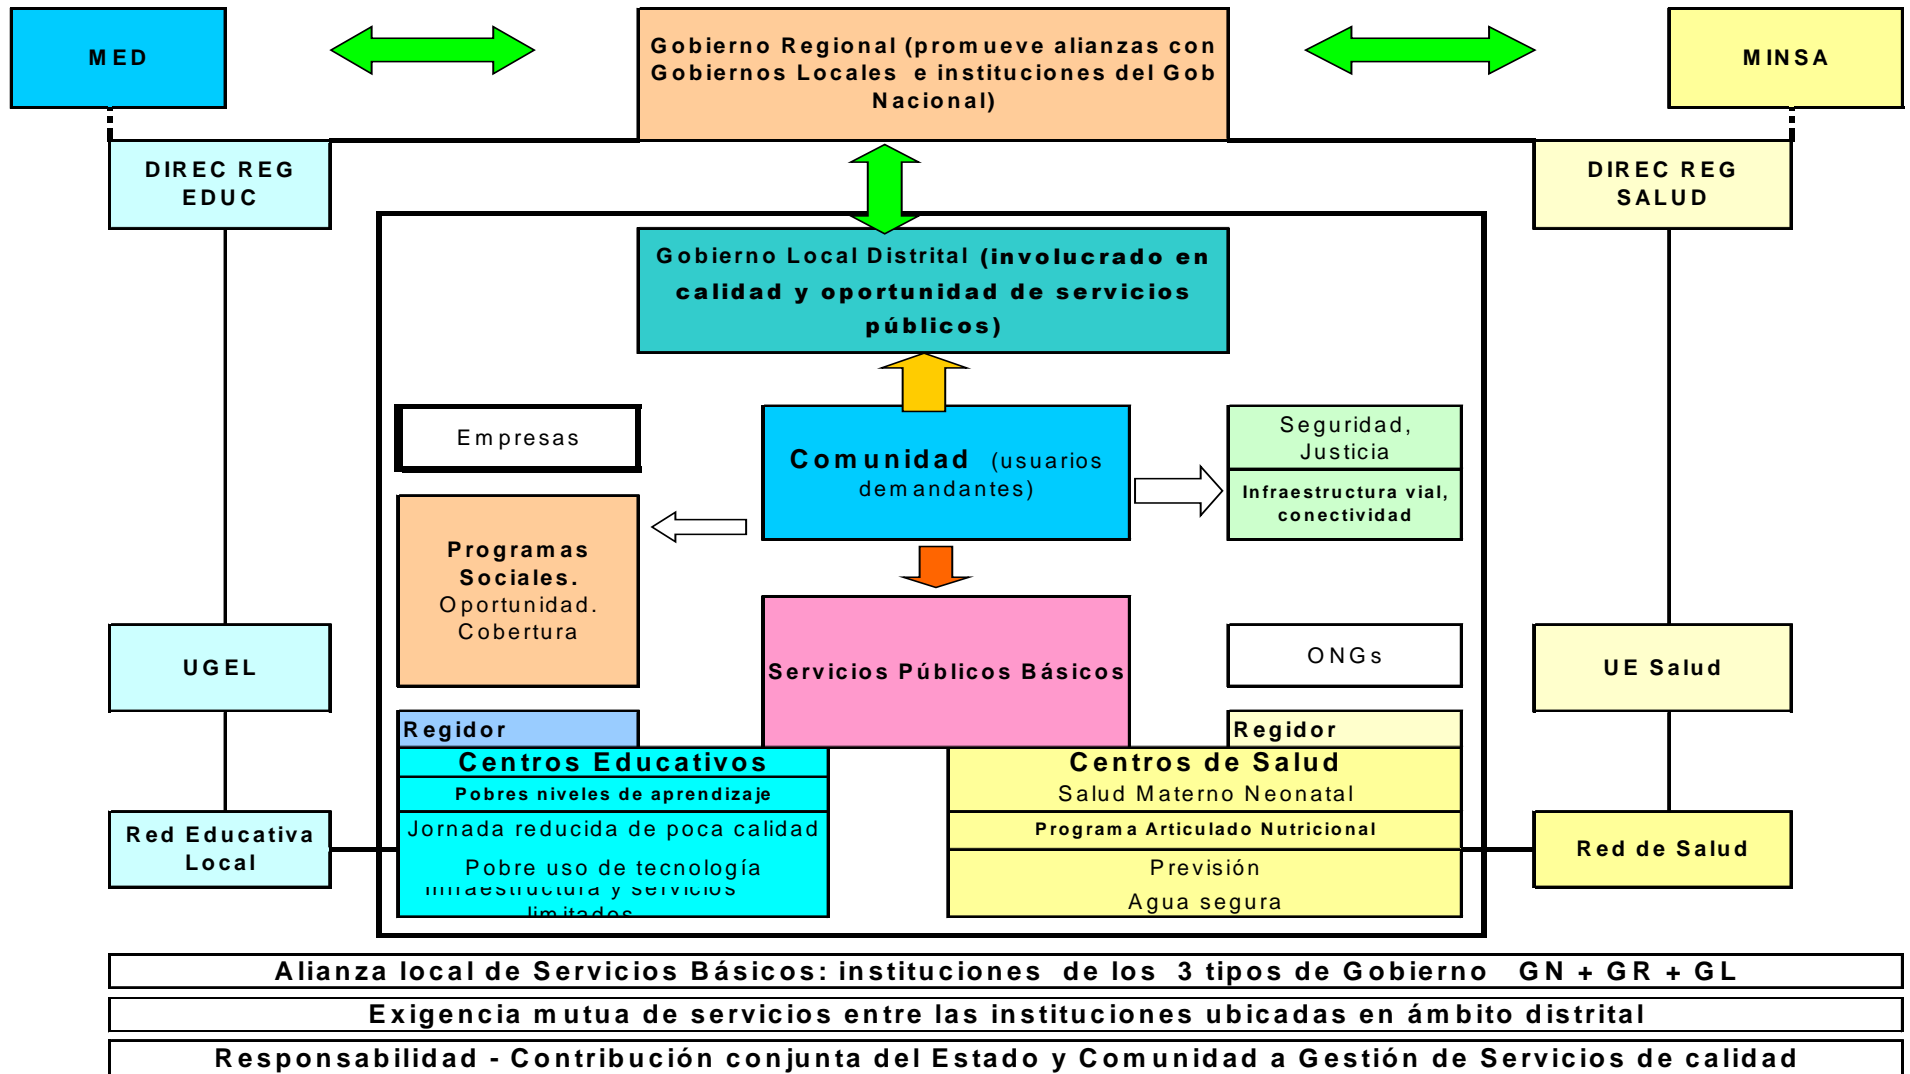 MED
Gobierno Regional (promueve alianzas con
Gobiernos Locales e instituciones del Gob
Nacional)
MINSA
DIREC REG
EDUC
DIREC REG
SALUD
Gobierno Local Distrital (involucrado en
calidad y oportunidad de servicios
públicos)
Empresas
Comunidad (usuarios
demandantes)
Seguridad,
Justicia
Infraestructura vial,
conectividad
Programas
Sociales.
Oportunidad.
Cobertura
UGEL
Servicios Públicos Básicos
ONGs
UE Salud
Regidor
Regidor
Centros Educativos
Pobres niveles de aprendizaje
Jornada reducida de poca calidad
Pobre uso de tecnología
Infraestructura y servicios
limitados
Centros de Salud
Salud Materno Neonatal
Programa Articulado Nutricional
Previsión
Agua segura
Red Educativa
Local
Red de Salud
Alianza local de Servicios Básicos: instituciones de los 3 tipos de Gobierno GN + GR + GL
Exigencia mutua de servicios entre las instituciones ubicadas en ámbito distrital
Responsabilidad - Contribución conjunta del Estado y Comunidad a Gestión de Servicios de calidad